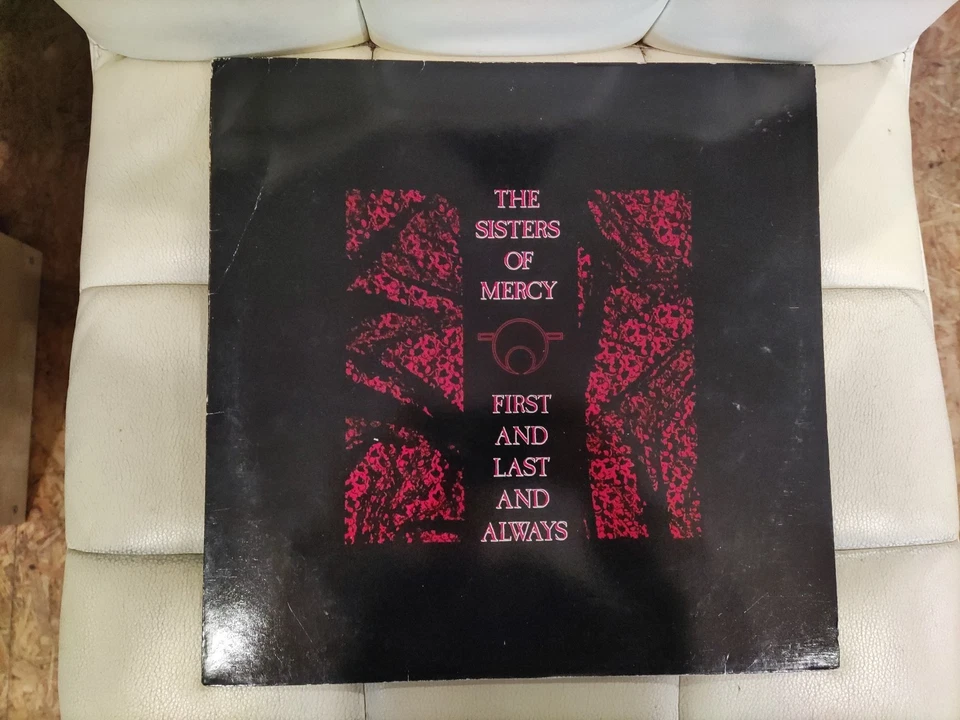 THE
SISTERS
OF
MERCY
FIRST
AND
LAST
AND
ALWAYS